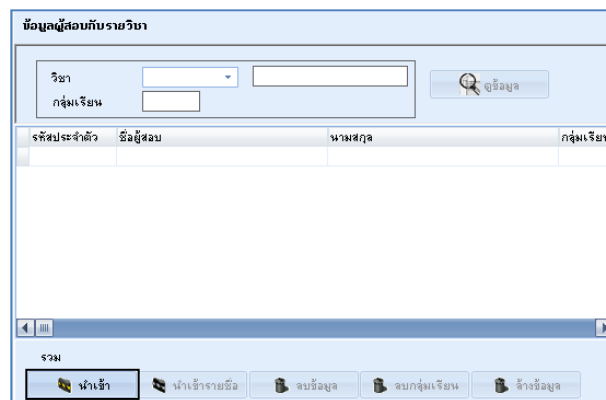 ข้อมูลผู้สอบกับรายวิชา
วิชา
ดูข้อมูล
กลุ่มเรียน
รหัสประจำตัว ชื่อผู้สอบ นามสกุล กลุ่มเรียน
รวม
นำเข้า นำเข้ารายชื่อ ลบข้อมูล ลบกลุ่มเรียน ล้างข้อมูล